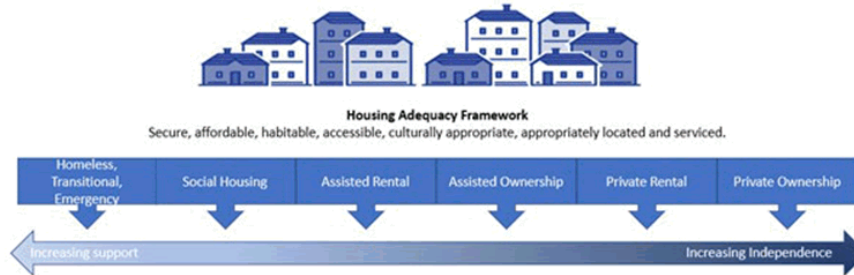 Housing Adequacy Framework
Secure, affordable, habitable, accessible, culturally appropriate, appropriately located and serviced.
Homeless,
Transitional,
Emergency
Social Housing
Assisted Rental
Assisted Ownership
Private Rental
Private Ownership
Increasing support
Increasing Independence